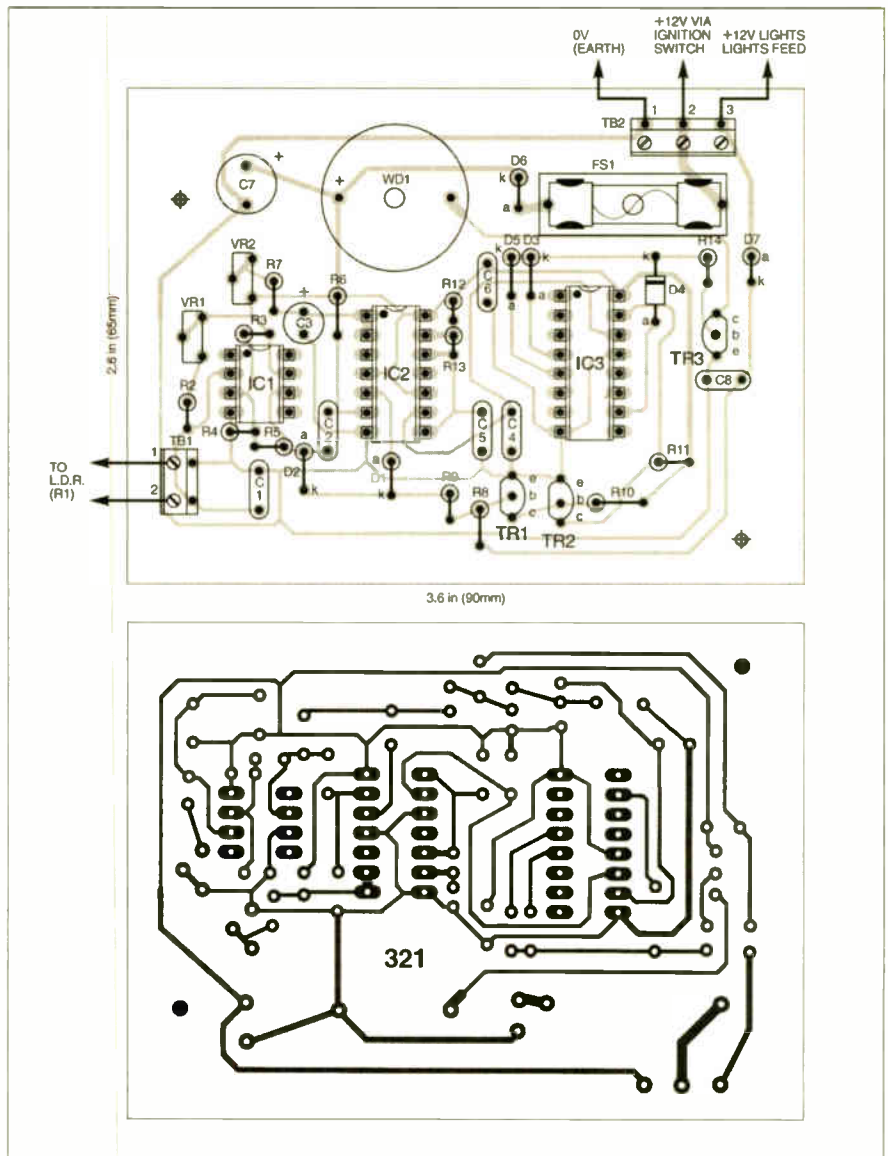 0V
(EARTH)
+12V VIA
IGNITION
SWITCH
+12V LIGHTS
LIGHTS FEED
1
2
3
TB2
D6
k
a
FS1
+
C7
+
WD1
VR2
R7
VR1
R3
+
C3
R6
R12
R13
C6
k
D5
D3
k
a
a
k
D4
a
R14
D7
a
k
c
b
e
TR3
C8
2.6 in (65mm)
IC1
IC2
IC3
R2
R4
R5
TB1
1
2
TO
L.D.R.
(R1)
C1
a
D2
k
C2
a
D1
k
C5
C4
R9
R8
e
b
c
TR1
e
b
c
TR2
R10
R11
3.6 in (90mm)
321